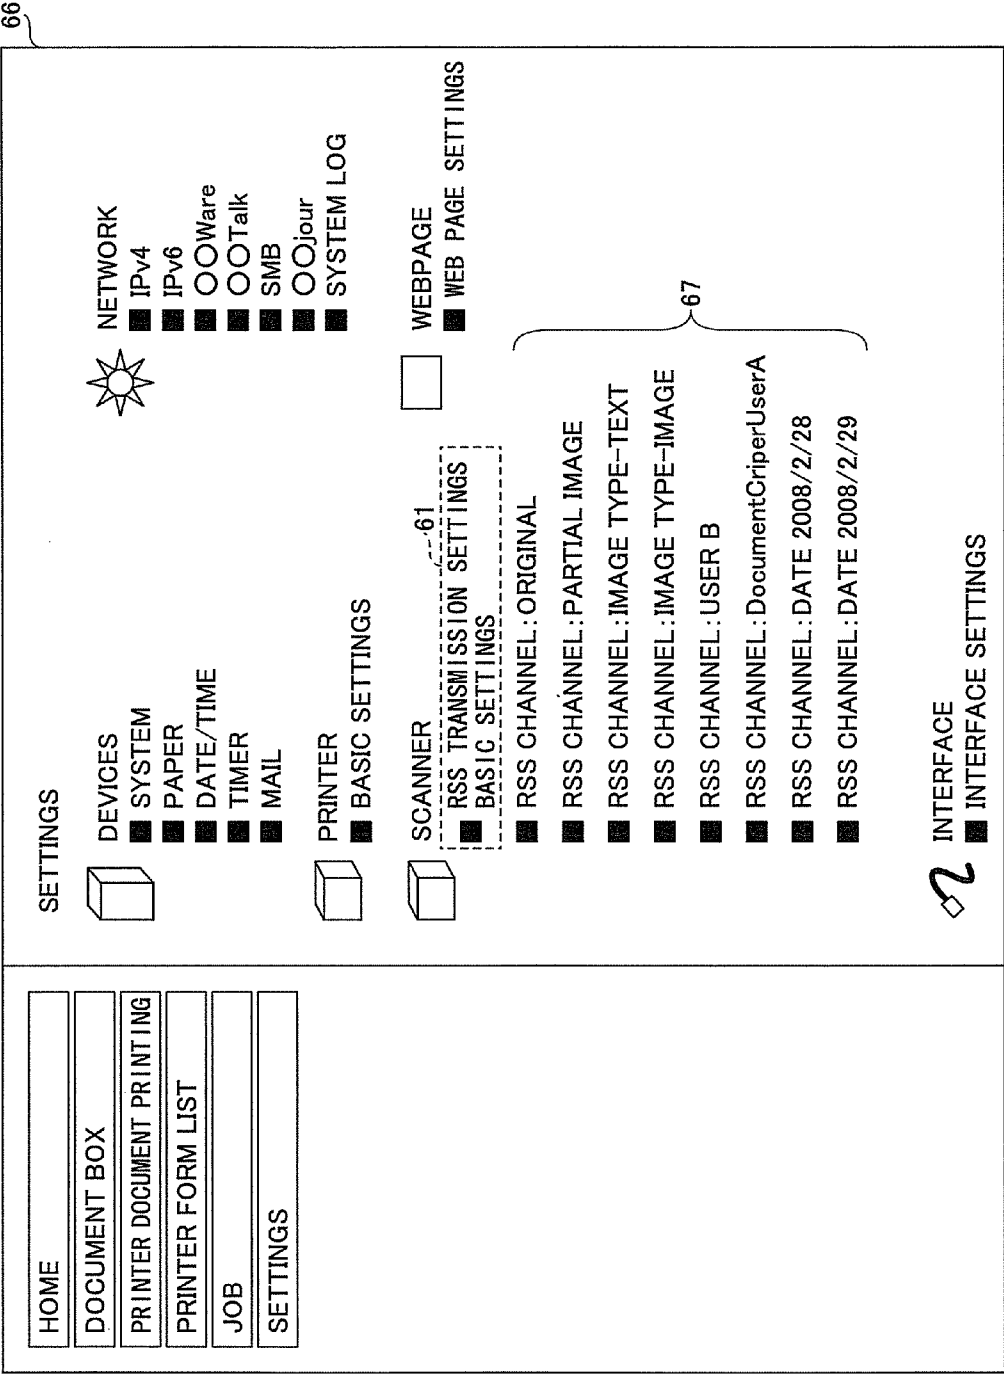 66
HOME
DOCUMENT BOX
PRINTER DOCUMENT PRINTING
PRINTER FORM LIST
JOB
SETTINGS
SETTINGS
DEVICES
SYSTEM
PAPER
DATE/TIME
TIMER
MAIL
NETWORK
IPv4
IPv6
○○Ware
○○Talk
SMB
○○jour
SYSTEM LOG
PRINTER
BASIC SETTINGS
SCANNER
61
RSS TRANSMISSION SETTINGS
BASIC SETTINGS
WEBPAGE
WEB PAGE SETTINGS
RSS CHANNEL:ORIGINAL
RSS CHANNEL:PARTIAL IMAGE
RSS CHANNEL:IMAGE TYPE-TEXT
RSS CHANNEL:IMAGE TYPE-IMAGE
RSS CHANNEL:USER B
RSS CHANNEL:DocumentCriperUserA
RSS CHANNEL:DATE 2008/2/28
RSS CHANNEL:DATE 2008/2/29
67
INTERFACE
INTERFACE SETTINGS